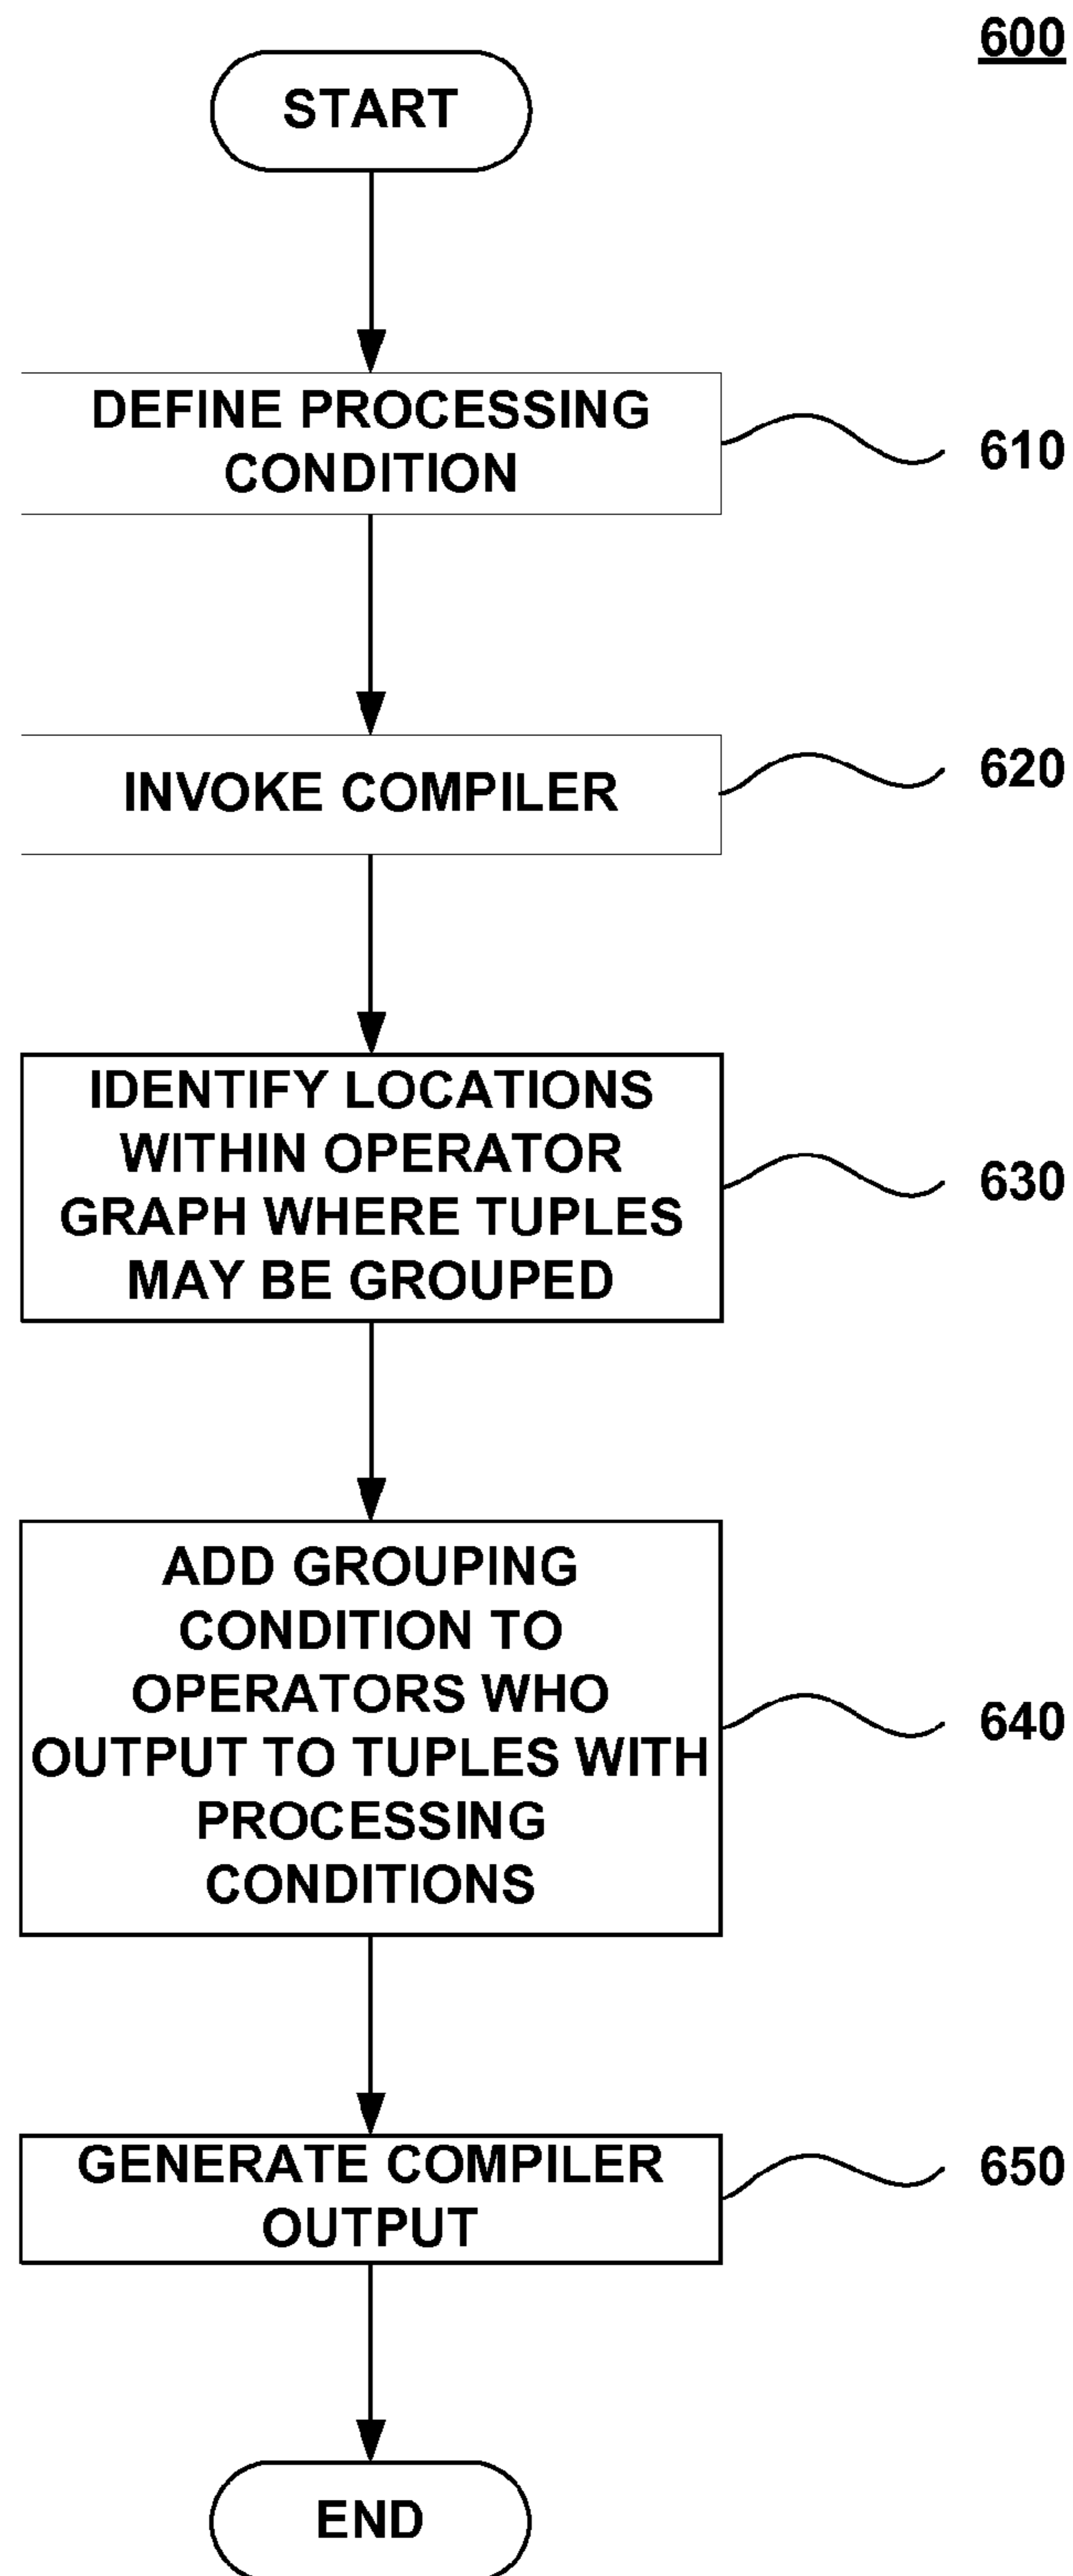 600
START
DEFINE PROCESSING
CONDITION
610
INVOKE COMPILER
620
IDENTIFY LOCATIONS
WITHIN OPERATOR
GRAPH WHERE TUPLES
MAY BE GROUPED
630
ADD GROUPING
CONDITION TO
OPERATORS WHO
OUTPUT TO TUPLES WITH
PROCESSING
CONDITIONS
640
GENERATE COMPILER
OUTPUT
650
END